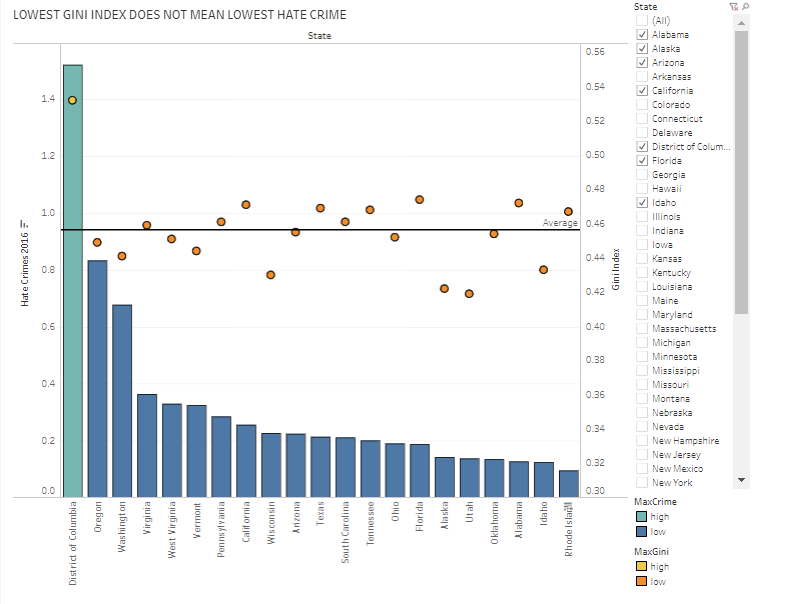 LOWEST GINI INDEX DOES NOT MEAN LOWEST HATE CRIME
State
Hate Crimes 2016
1.4
1.2
1.0
0.8
0.6
0.4
0.2
0.0
Average
0.56
0.54
0.52
0.50
0.48
0.46
0.44
0.42
0.40
0.38
0.36
0.34
0.32
0.30
Gini Index
District of Columbia
Oregon
Washington
Virginia
West Virginia
Vermont
Pennsylvania
California
Wisconsin
Arizona
Texas
South Carolina
Tennessee
Ohio
Florida
Alaska
Utah
Oklahoma
Alabama
Idaho
Rhode Island
State
(All)
Alabama
Alaska
Arizona
Arkansas
California
Colorado
Connecticut
Delaware
District of Colum...
Florida
Georgia
Hawaii
Idaho
Illinois
Indiana
Iowa
Kansas
Kentucky
Louisiana
Maine
Maryland
Massachusetts
Michigan
Minnesota
Mississippi
Missouri
Montana
Nebraska
Nevada
New Hampshire
New Jersey
New Mexico
New York
MaxCrime
high
low
MaxGini
high
low